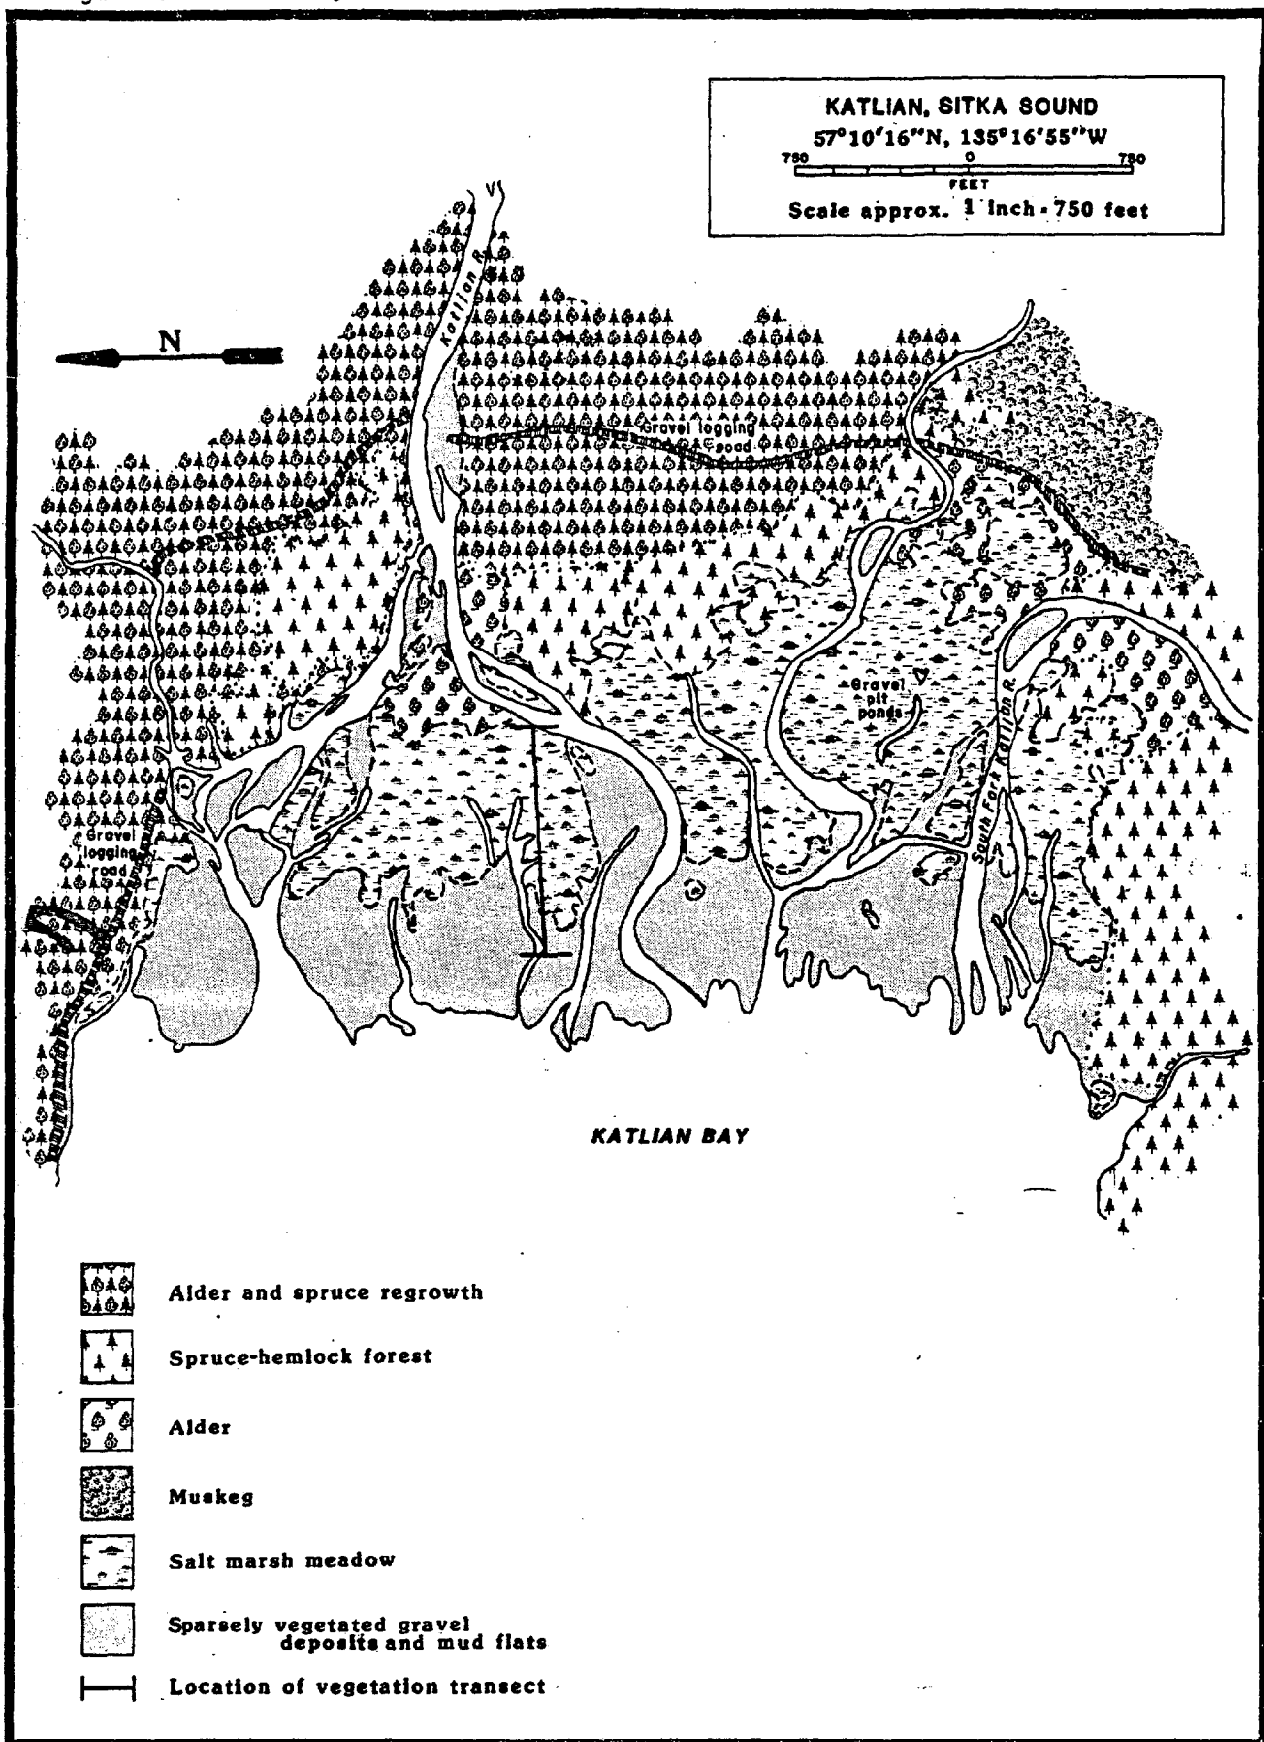 KATLIAN, SITKA SOUND
57°10'16"N, 135°16'55"W
750 0 750
FEET
Scale approx. 1 inch = 750 feet
N
Katlian R.
Gravel logging
road
Gravel
pit
ponds
South Fork Katlian R.
Gravel
logging
road
KATLIAN BAY
Alder and spruce regrowth
Spruce-hemlock forest
Alder
Muskeg
Salt marsh meadow
Sparsely vegetated gravel
deposits and mud flats
Location of vegetation transect